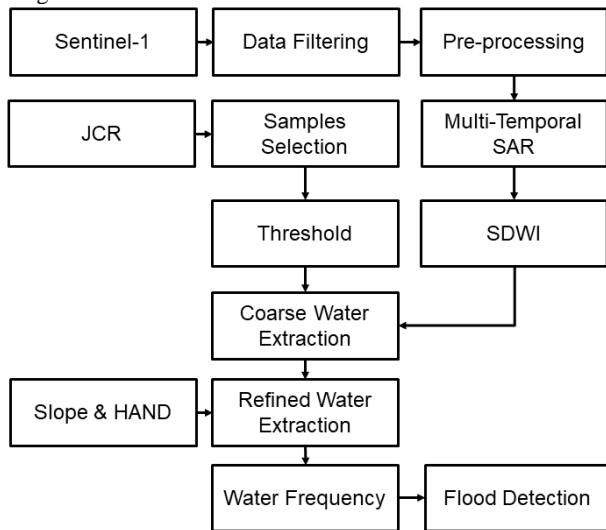 Sentinel-1
Data Filtering
Pre-processing
JCR
Samples
Selection
Multi-Temporal
SAR
Threshold
SDWI
Coarse Water
Extraction
Slope & HAND
Refined Water
Extraction
Water Frequency
Flood Detection